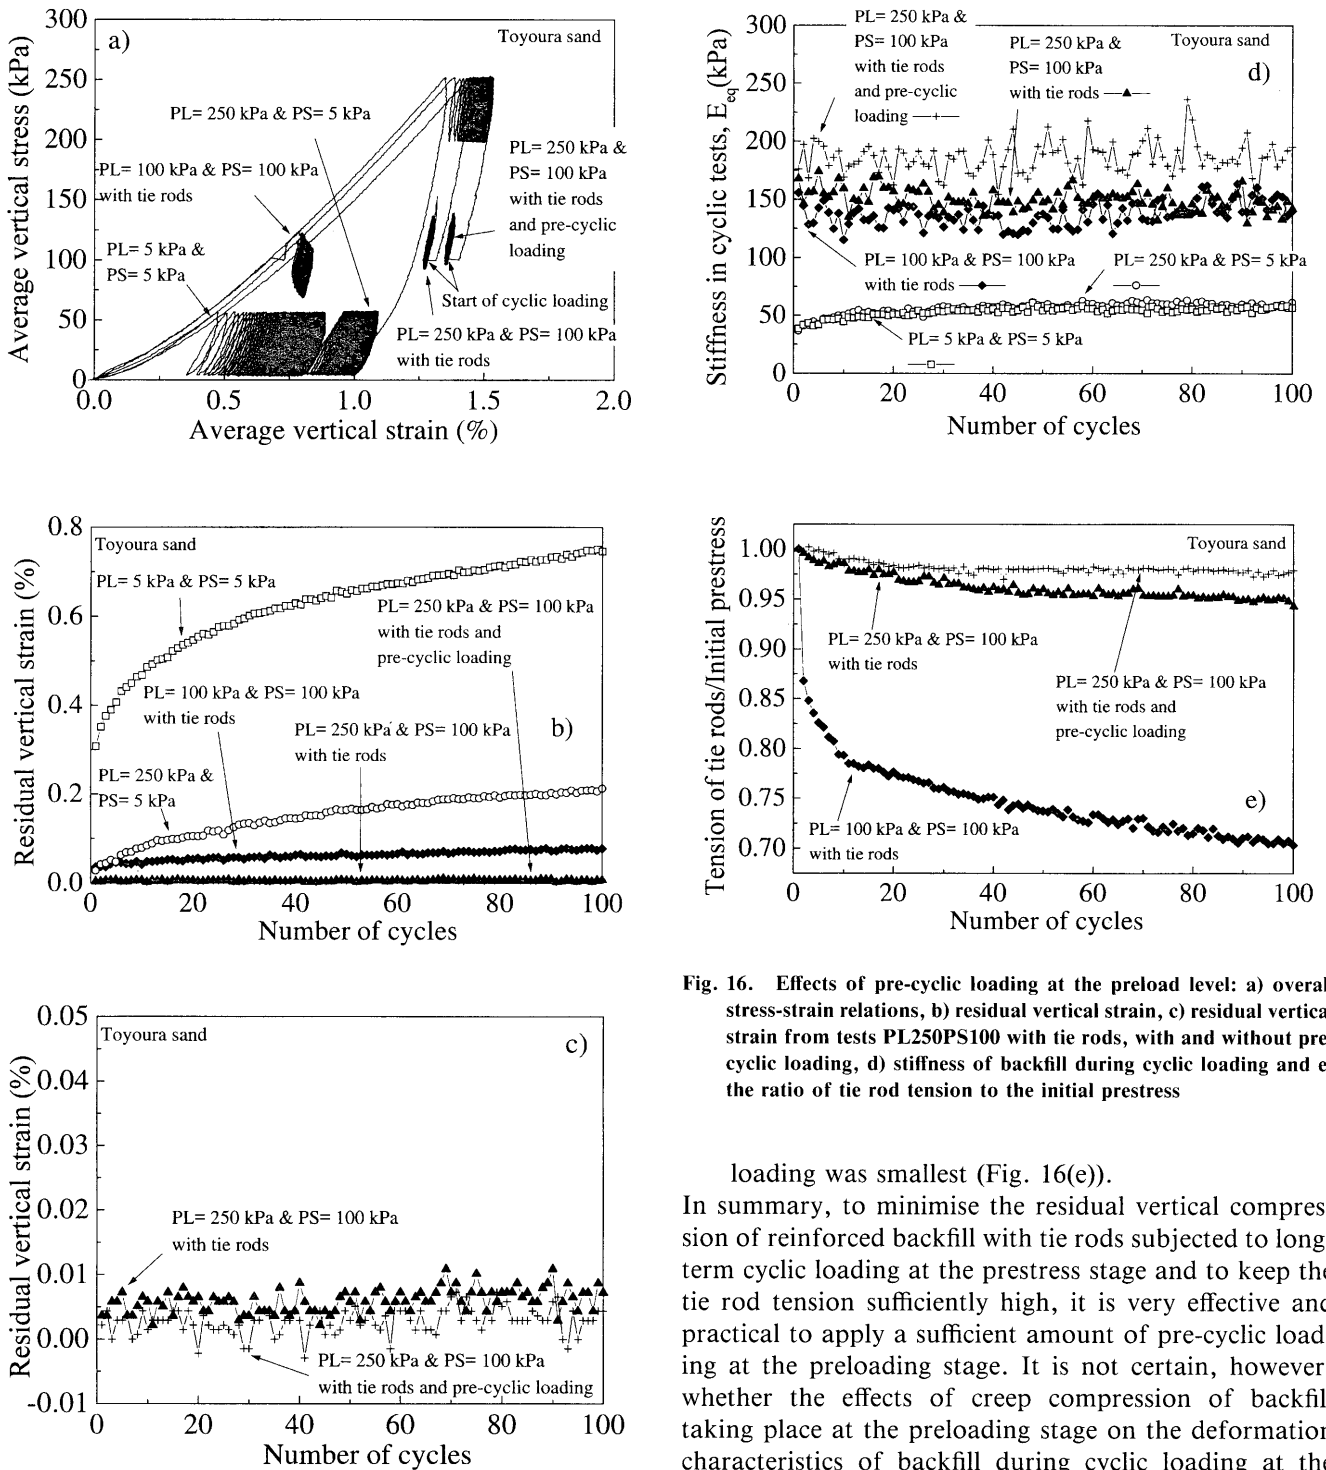 300
250
200
150
100
50
0
Average vertical stress (kPa)
a)
Toyoura sand
PL= 250 kPa & PS= 5 kPa
PL= 100 kPa & PS= 100 kPa
with tie rods
PL= 5 kPa &
PS= 5 kPa
PL= 250 kPa &
PS= 100 kPa
with tie rods
and pre-cyclic
loading
Start of cyclic loading
PL= 250 kPa & PS= 100 kPa
with tie rods
0.0 0.5 1.0 1.5 2.0
Average vertical strain (%)
0.8
0.6
0.4
0.2
0.0
Residual vertical strain (%)
Toyoura sand
PL= 5 kPa & PS= 5 kPa
PL= 250 kPa & PS= 100 kPa
with tie rods and
pre-cyclic loading
PL= 100 kPa & PS= 100 kPa
with tie rods
PL= 250 kPa & PS= 100 kPa
with tie rods
b)
PL= 250 kPa &
PS= 5 kPa
0 20 40 60 80 100
Number of cycles
0.05
0.04
0.03
0.02
0.01
0.00
-0.01
Residual vertical strain (%)
Toyoura sand
c)
PL= 250 kPa & PS= 100 kPa
with tie rods
PL= 250 kPa & PS= 100 kPa
with tie rods and pre-cyclic loading
0 20 40 60 80 100
Number of cycles
300
250
200
150
100
50
0
Stiffness in cyclic tests, Eeq(kPa)
PL= 250 kPa &
PS= 100 kPa
with tie rods
and pre-cyclic
loading
PL= 250 kPa &
PS= 100 kPa
with tie rods
Toyoura sand
d)
PL= 100 kPa & PS= 100 kPa
with tie rods
PL= 250 kPa & PS= 5 kPa
PL= 5 kPa & PS= 5 kPa
0 20 40 60 80 100
Number of cycles
1.00
0.95
0.90
0.85
0.80
0.75
0.70
Tension of tie rods/Initial prestress
Toyoura sand
PL= 250 kPa & PS= 100 kPa
with tie rods
PL= 250 kPa & PS= 100 kPa
with tie rods and
pre-cyclic loading
e)
PL= 100 kPa & PS= 100 kPa
with tie rods
0 20 40 60 80 100
Number of cycles
Fig. 16. Effects of pre-cyclic loading at the preload level: a) overal
stress-strain relations, b) residual vertical strain, c) residual vertica
strain from tests PL250PS100 with tie rods, with and without pre
cyclic loading, d) stiffness of backfill during cyclic loading and e
the ratio of tie rod tension to the initial prestress
loading was smallest (Fig. 16(e)).
In summary, to minimise the residual vertical compres
sion of reinforced backfill with tie rods subjected to long
term cyclic loading at the prestress stage and to keep the
tie rod tension sufficiently high, it is very effective and
practical to apply a sufficient amount of pre-cyclic load
ing at the preloading stage. It is not certain, however
whether the effects of creep compression of backfil
taking place at the preloading stage on the deformation
characteristics of backfill during cyclic loading at the